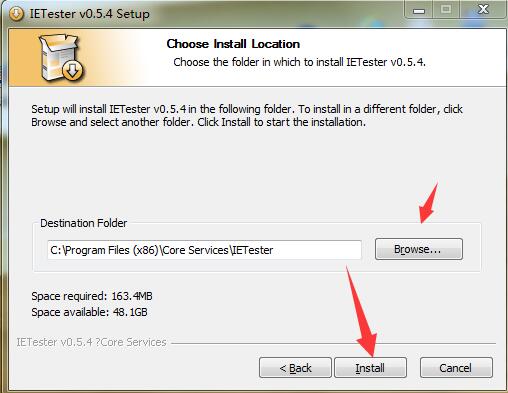 IETester v0.5.4 Setup
Choose Install Location
Choose the folder in which to install IETester v0.5.4.
Setup will install IETester v0.5.4 in the following folder. To install in a different folder, click
Browse and select another folder. Click Install to start the installation.
Destination Folder
C:\Program Files (x86)\Core Services\IETester
Browse...
Space required: 163.4MB
Space available: 48.1GB
IETester v0.5.4 ?Core Services
< Back
Install
Cancel